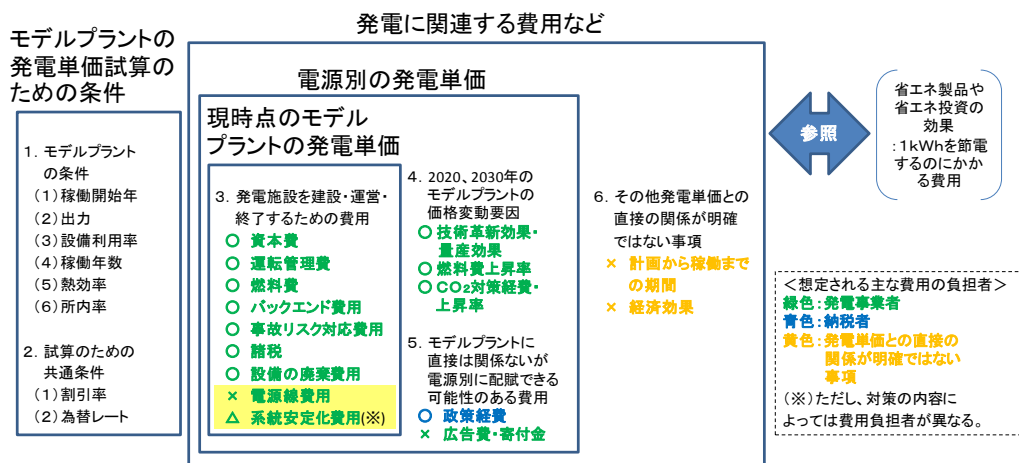 モデルプラントの
発電単価試算の
ための条件
1．モデルプラント
の条件
(1)稼働開始年
(2)出力
(3)設備利用率
(4)稼働年数
(5)熱効率
(6)所内率
2．試算のための
共通条件
(1)割引率
(2)為替レート
発電に関連する費用など
電源別の発電単価
現時点のモデル
プラントの発電単価
3．発電施設を建設・運営・
終了するための費用
○ 資本費
○ 運転管理費
○ 燃料費
○ バックエンド費用
○ 事故リスク対応費用
○ 諸税
○ 設備の廃棄費用
× 電源線費用
△ 系統安定化費用(※)
4．2020、2030年の
モデルプラントの
価格変動要因
○ 技術革新効果・
量産効果
○ 燃料費上昇率
○ CO₂対策経費・
上昇率
5．モデルプラントに
直接は関係ないが
電源別に配賦できる
可能性のある費用
○ 政策経費
× 広告費・寄付金
6．その他発電単価との
直接の関係が明確
ではない事項
× 計画から稼働まで
の期間
× 経済効果
参照
省エネ製品や
省エネ投資の
効果
：1kWhを節電
するのにかか
る費用
＜想定される主な費用の負担者＞
緑色：発電事業者
青色：納税者
黄色：発電単価との直接の
関係が明確ではない
事項
(※)ただし、対策の内容に
よっては費用負担者が異なる。